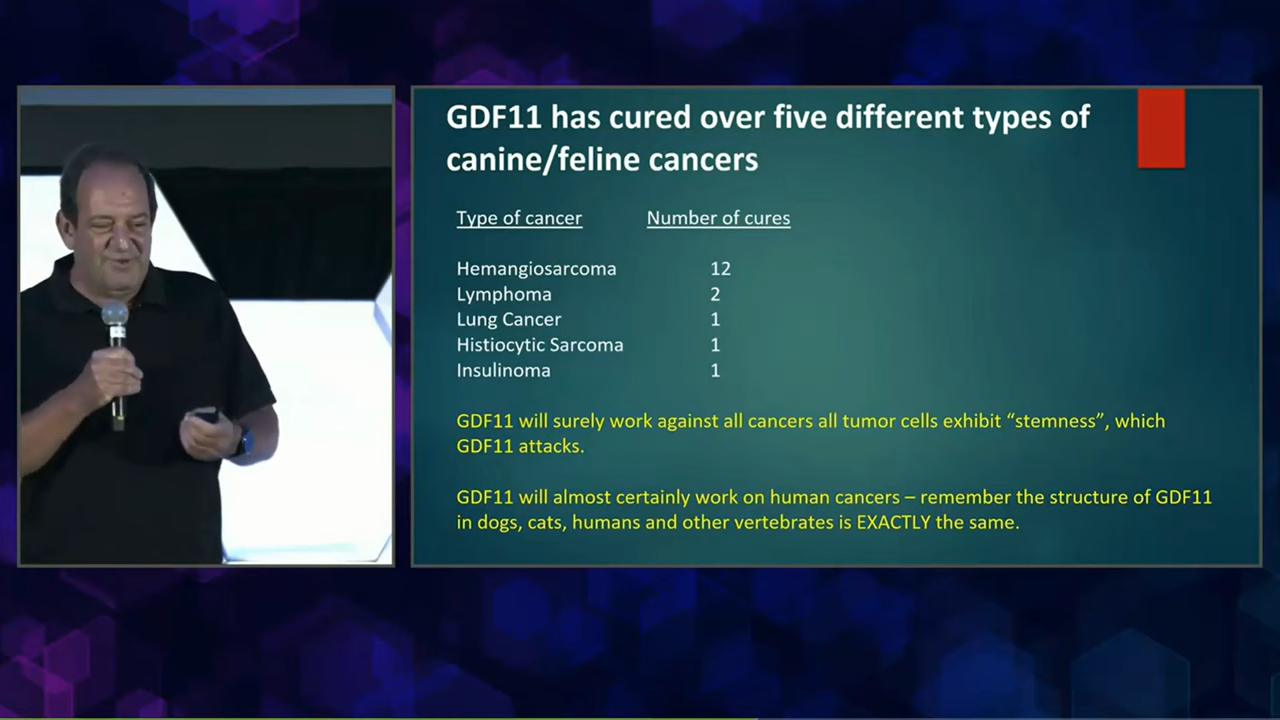 GDF11 has cured over five different types of
canine/feline cancers
Type of cancer Number of cures
Hemangiosarcoma 12
Lymphoma 2
Lung Cancer 1
Histiocytic Sarcoma 1
Insulinoma 1
GDF11 will surely work against all cancers all tumor cells exhibit “stemness”, which
GDF11 attacks.
GDF11 will almost certainly work on human cancers – remember the structure of GDF11
in dogs, cats, humans and other vertebrates is EXACTLY the same.